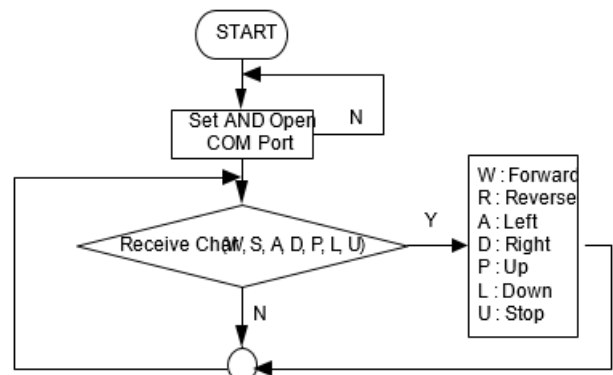 START
N
Set AND Open
COM Port
Receive Char(W, S, A, D, P, L, U)
Y
W : Forward
R : Reverse
A : Left
D : Right
P : Up
L : Down
U : Stop
N